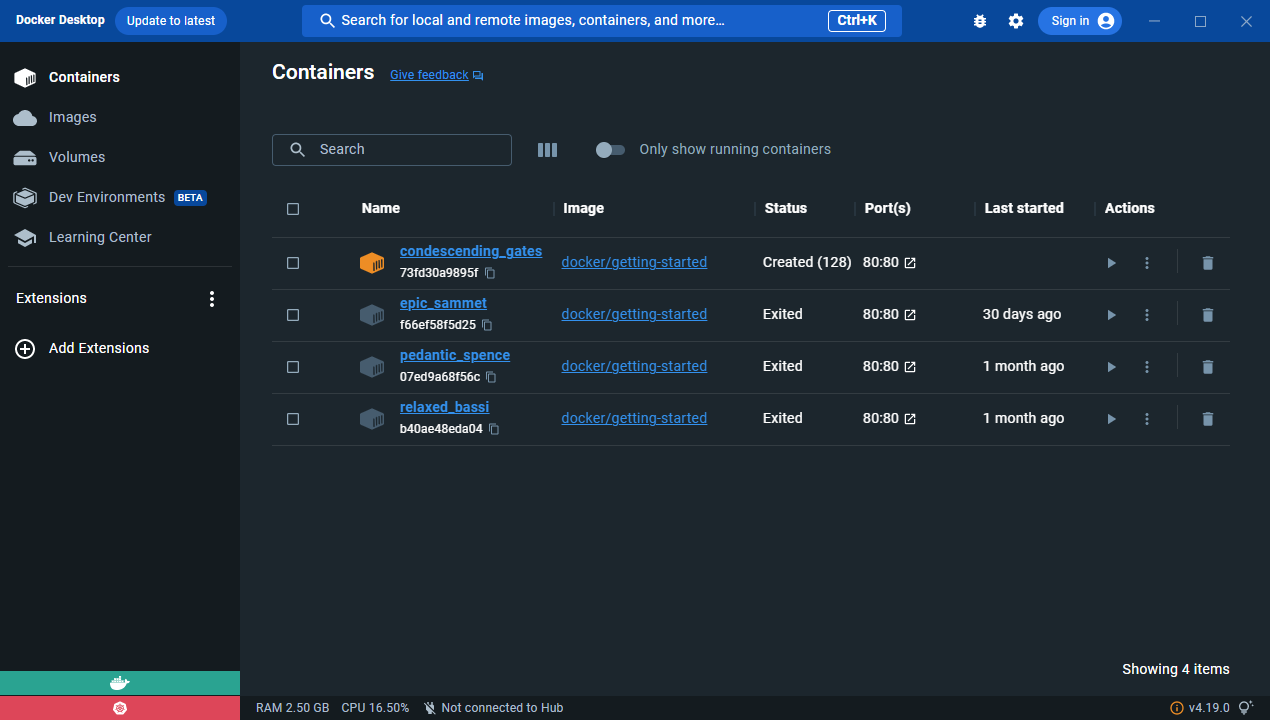 Docker Desktop Update to latest Search for local and remote images, containers, and more... Ctrl+K Sign in
Containers
Images
Volumes
Dev Environments BETA
Learning Center
Extensions
Add Extensions
Containers Give feedback
Search Only show running containers
Name Image Status Port(s) Last started Actions
condescending_gates
73fd30a9895f docker/getting-started Created (128) 80:80
epic_sammet
f66ef58f5d25 docker/getting-started Exited 80:80 30 days ago
pedantic_spence
07ed9a68f56c docker/getting-started Exited 80:80 1 month ago
relaxed_bassi
b40ae48eda04 docker/getting-started Exited 80:80 1 month ago
Showing 4 items
RAM 2.50 GB CPU 16.50% Not connected to Hub v4.19.0